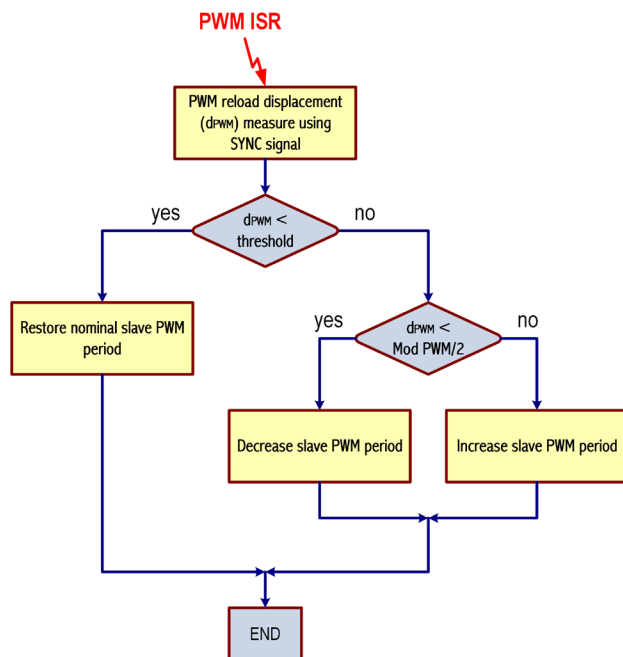 PWM ISR
PWM reload displacement
(dPWM) measure using
SYNC signal
yes
no
dPWM <
threshold
Restore nominal slave PWM
period
yes
no
dPWM <
Mod PWM/2
Decrease slave PWM period
Increase slave PWM period
END